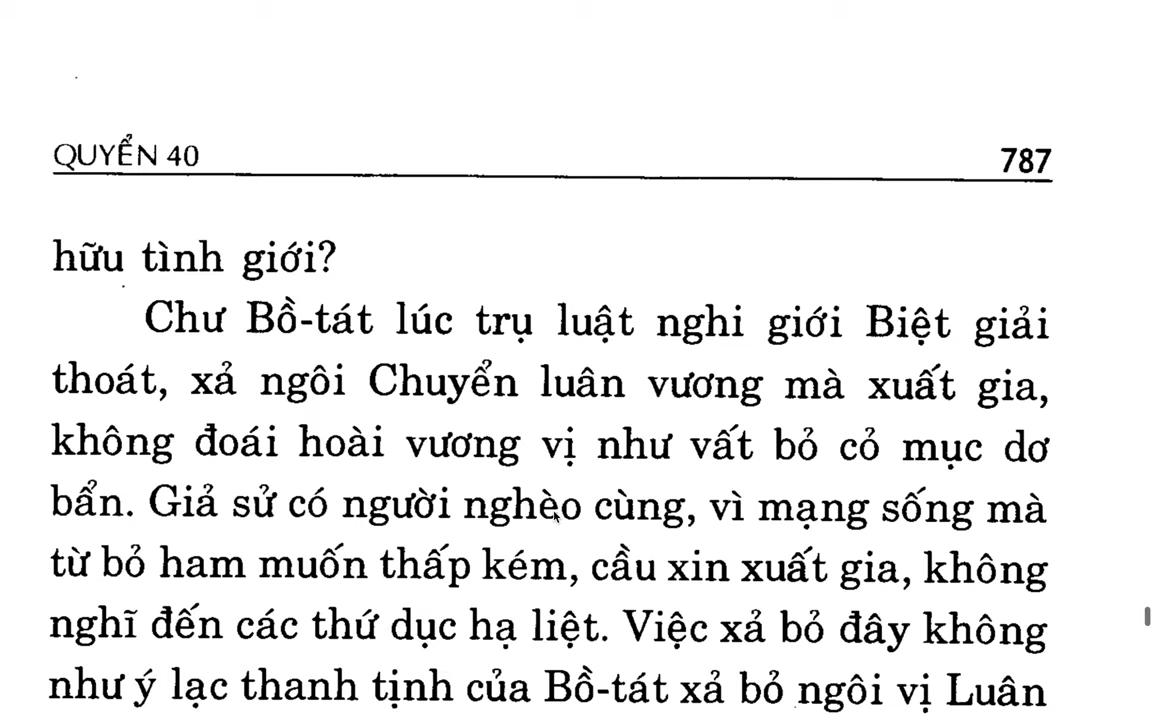 QUYỂN 40 787
hữu tình giới?
Chư Bồ-tát lúc trụ luật nghi giới Biệt giải
thoát, xả ngôi Chuyển luân vương mà xuất gia,
không đoái hoài vương vị như vất bỏ cỏ mục dơ
bẩn. Giả sử có người nghèo cùng, vì mạng sống mà
từ bỏ ham muốn thấp kém, cầu xin xuất gia, không
nghĩ đến các thứ dục hạ liệt. Việc xả bỏ đây không
như ý lạc thanh tịnh của Bồ-tát xả bỏ ngôi vị Luân